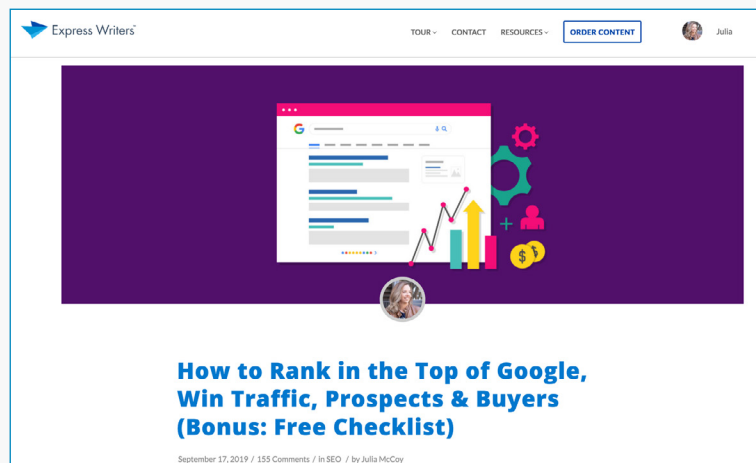 Express Writers™
TOUR CONTACT RESOURCES ORDER CONTENT Julia
G
$ $
How to Rank in the Top of Google,
Win Traffic, Prospects & Buyers
(Bonus: Free Checklist)
September 17, 2019 / 155 Comments / in SEO / by Julia McCoy